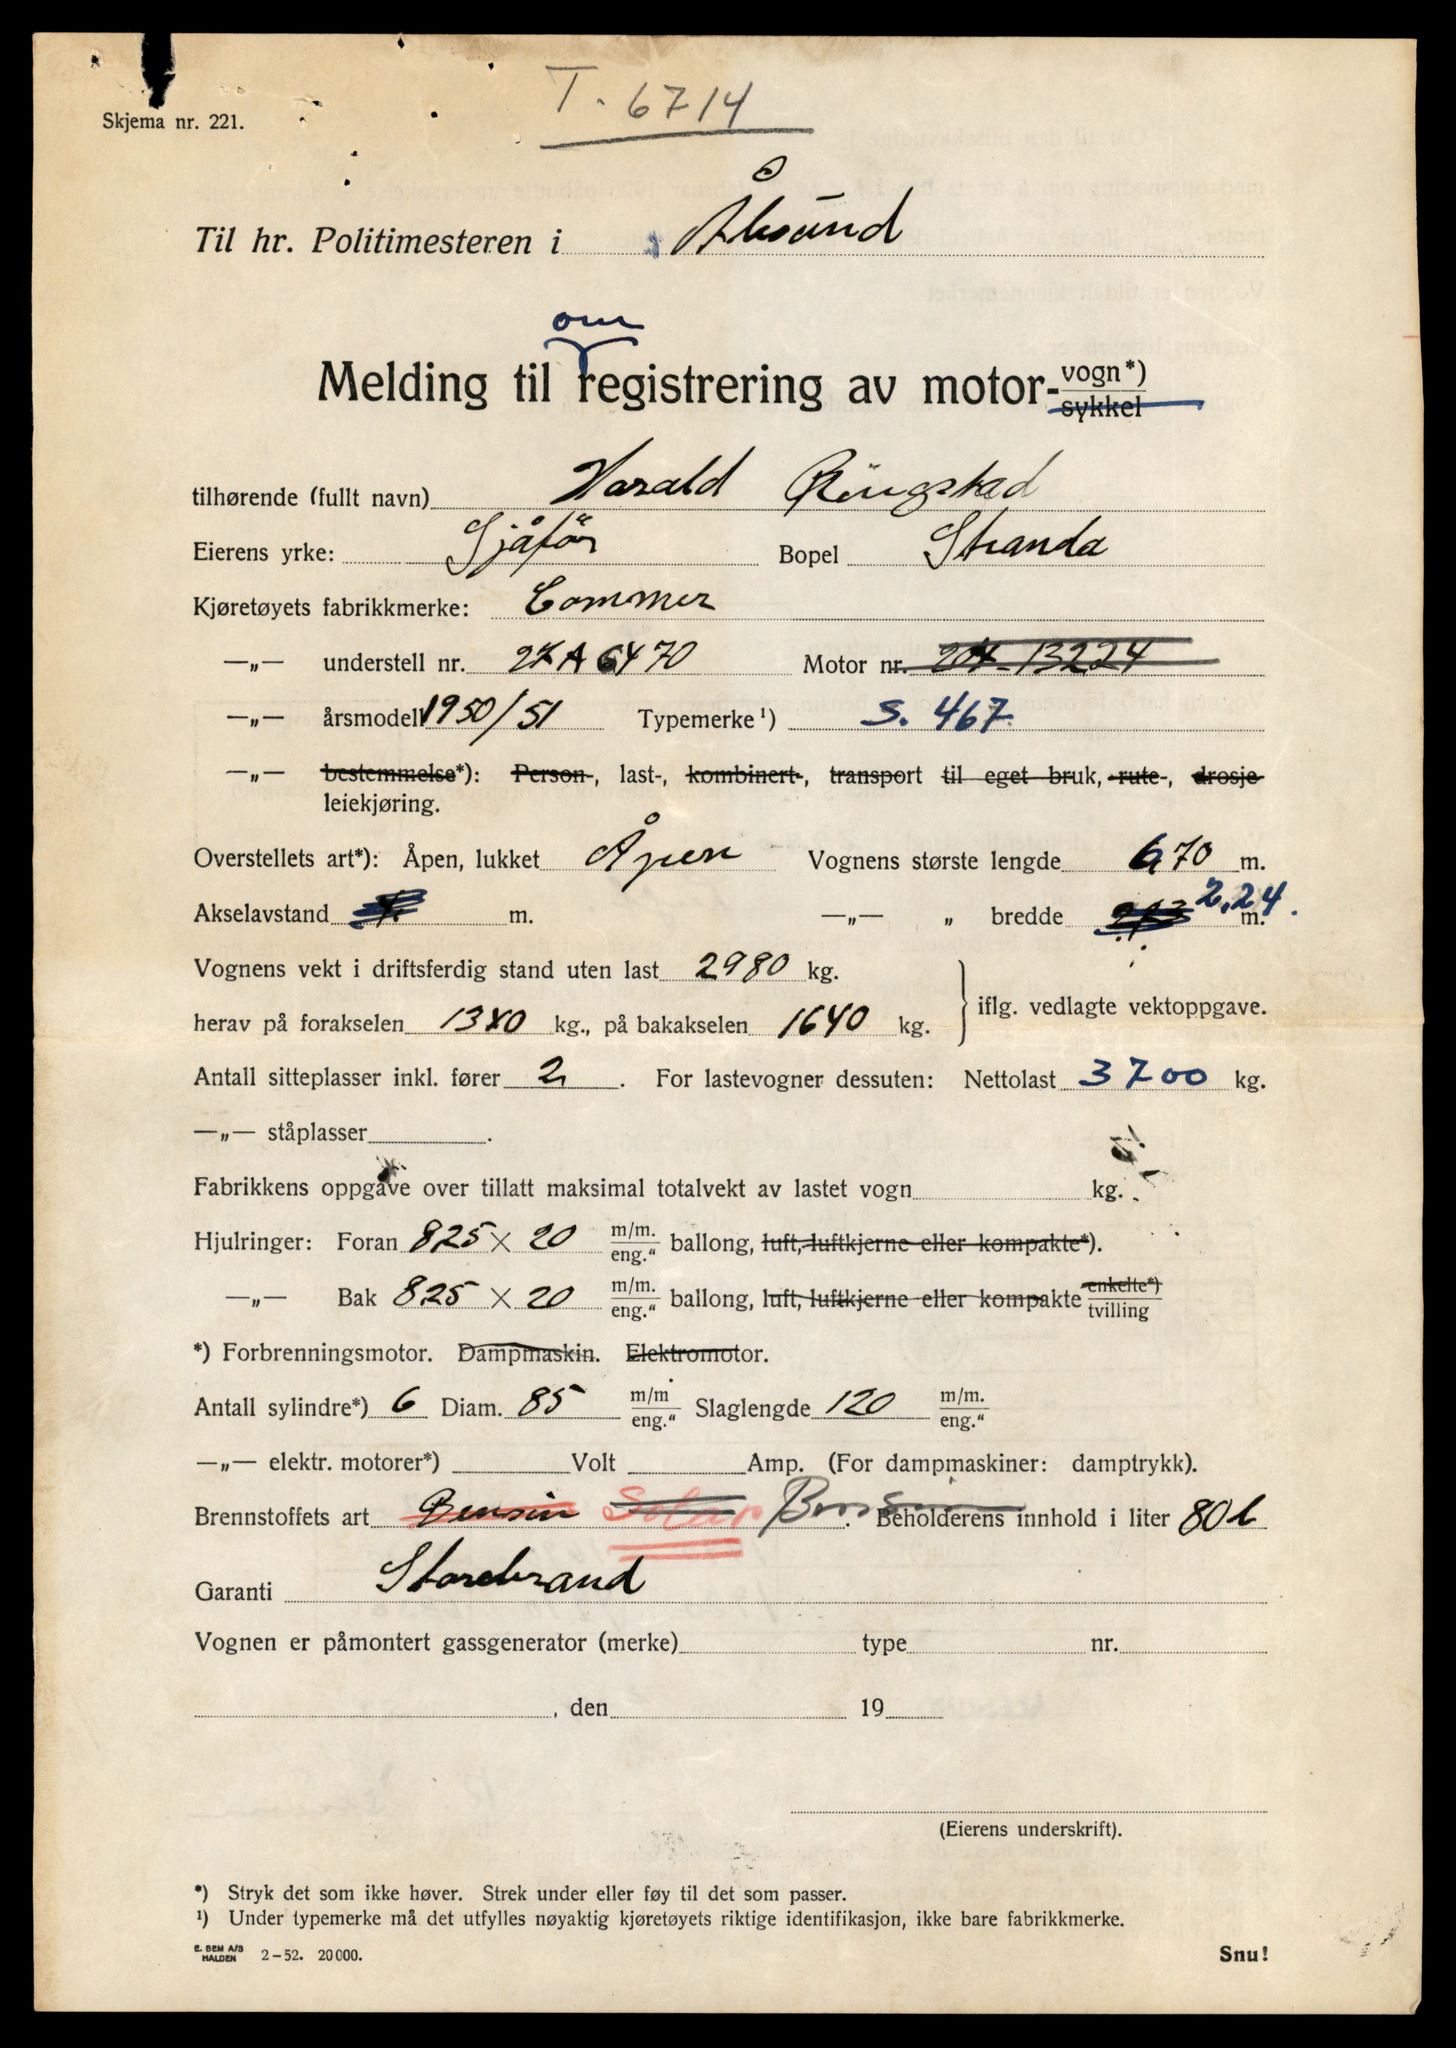 T. 6714
Skjema nr. 221.
Til hr. Politimesteren i Ålesund
om
Melding til registrering av motor- vogn*)
sykkel
tilhørende (fullt navn) Harald Ringstad
Eierens yrke: Sjåfør Bopel Stranda
Kjøretøyets fabrikkmerke: Commer
—„— understell nr. 27A 6470 Motor nr. 207-13224
—„— årsmodell 1950/51 Typemerke¹) S. 467
—„— bestemmelse*): Person-, last-, kombinert-, transport til eget bruk, rute-, drosje
leiekjøring.
Overstellets art*): Åpen, lukket Åpen Vognens største lengde 6,70 m.
Akselavstand m. —„— „ bredde 2,24 m.
Vognens vekt i driftsferdig stand uten last 2980 kg.
herav på forakselen 1340 kg., på bakakselen 1640 kg. iflg. vedlagte vektoppgave.
Antall sitteplasser inkl. fører 2. For lastevogner dessuten: Nettolast 3700 kg.
—„— ståplasser .
Fabrikkens oppgave over tillatt maksimal totalvekt av lastet vogn kg.
Hjulringer: Foran 825 × 20 m/m. eng.“ ballong, luft, luftkjerne eller kompakte*).
—„— Bak 825 × 20 m/m. eng.“ ballong, luft, luftkjerne eller kompakte enkelte*) tvilling
*) Forbrenningsmotor. Dampmaskin. Elektromotor.
Antall sylindre*) 6 Diam. 85 m/m eng.“ Slaglengde 120 m/m. eng.“
—„— elektr. motorer*) Volt Amp. (For dampmaskiner: damptrykk).
Brennstoffets art Bensin Solar Bensin. Beholderens innhold i liter 80 l
Garanti Storebrand
Vognen er påmontert gassgenerator (merke) type nr.
, den 19
(Eierens underskrift).
*) Stryk det som ikke høver. Strek under eller føy til det som passer.
¹) Under typemerke må det utfylles nøyaktig kjøretøyets riktige identifikasjon, ikke bare fabrikkmerke.
E. SEM A/S HALDEN 2–52. 20 000. Snu!